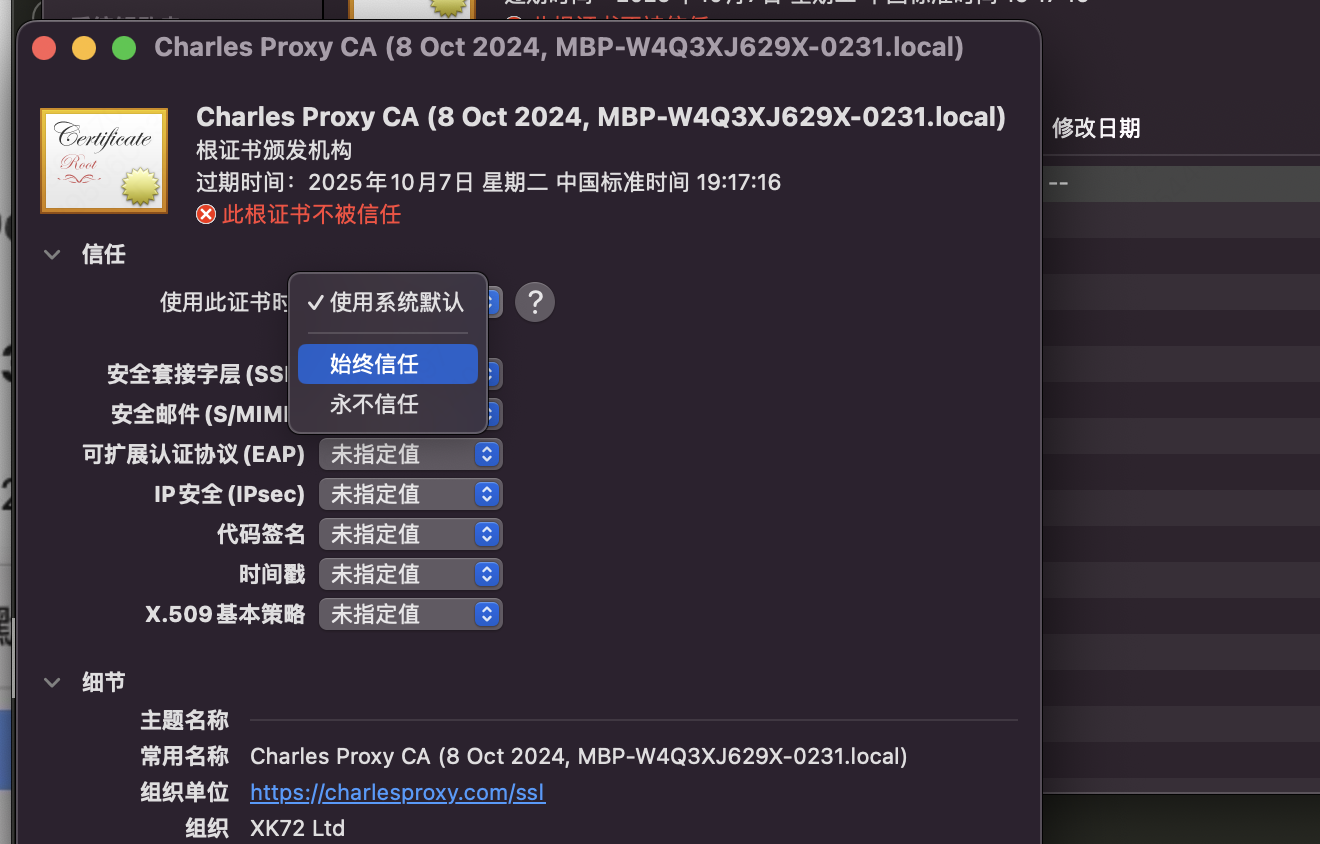 Charles Proxy CA (8 Oct 2024, MBP-W4Q3XJ629X-0231.local)
Certificate
Root
Charles Proxy CA (8 Oct 2024, MBP-W4Q3XJ629X-0231.local)
根证书颁发机构
过期时间：2025年10月7日 星期二 中国标准时间 19:17:16
此根证书不被信任
修改日期
--
信任
使用此证书时
✓ 使用系统默认
?
始终信任
永不信任
安全套接字层 (SSL
安全邮件 (S/MIM
可扩展认证协议 (EAP) 未指定值
IP 安全 (IPsec) 未指定值
代码签名 未指定值
时间戳 未指定值
X.509 基本策略 未指定值
细节
主题名称
常用名称 Charles Proxy CA (8 Oct 2024, MBP-W4Q3XJ629X-0231.local)
组织单位 https://charlesproxy.com/ssl
组织 XK72 Ltd